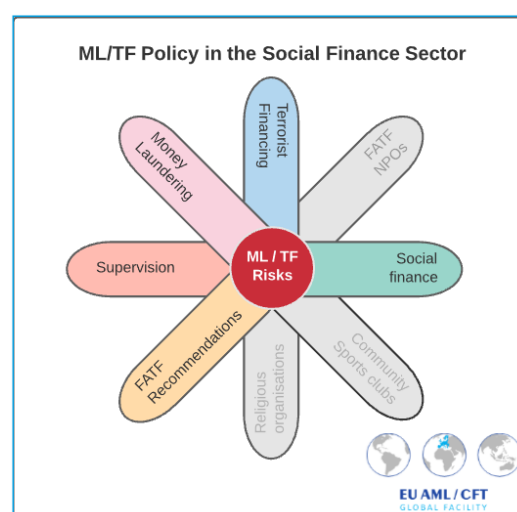 ML/TF Policy in the Social Finance Sector
Terrorist
Financing
FATF
NPOs
Money
Laundering
Supervision
ML / TF
Risks
Social
finance
FATF
Recommendations
Religious
organisations
Community
Sports clubs
EU AML / CFT
GLOBAL FACILITY